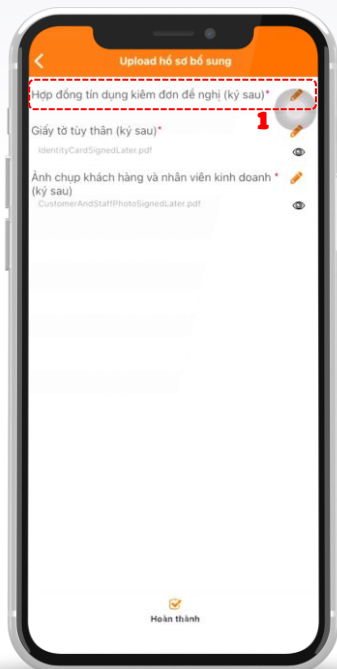 Upload hồ sơ bổ sung
Hợp đồng tín dụng kiêm đơn đề nghị (ký sau)*
1
Giấy tờ tùy thân (ký sau)*
IdentityCardSignedLater.pdf
Ảnh chụp khách hàng và nhân viên kinh doanh *
(ký sau)
CustomerAndStaffPhotoSignedLater.pdf
Hoàn thành